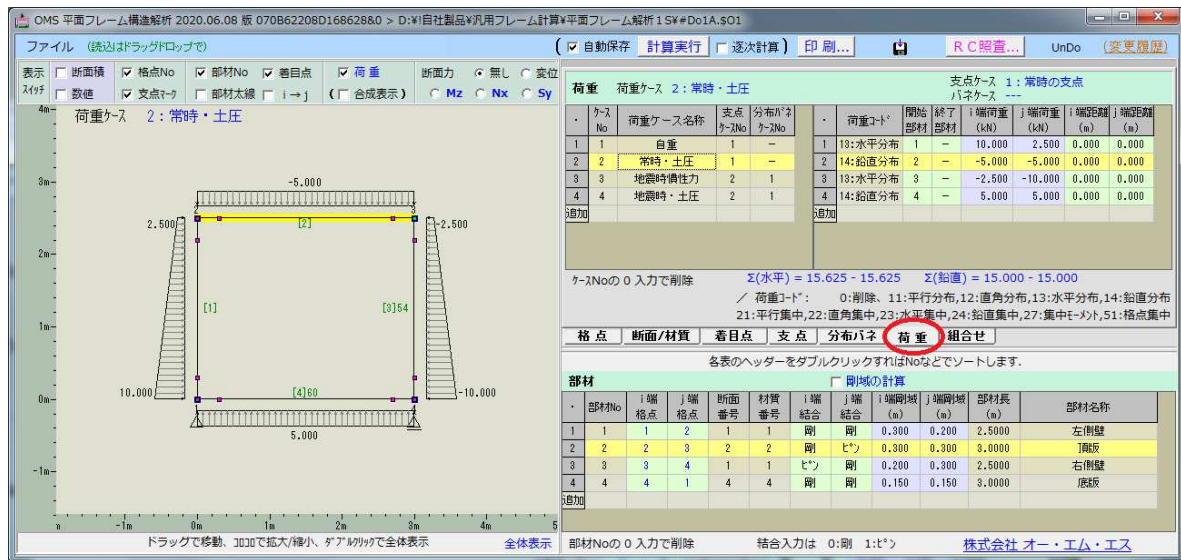 OMS 平面フレーム構造解析 2020.06.08 版 070B62208D168628&0 > D:¥!自社製品¥汎用フレーム計算¥平面フレーム解析1S¥#Do1A.$O1
ファイル (読込はドラッグドロップで) ( 自動保存 計算実行 逐次計算 ) 印 刷... RC照査... UnDo (変更履歴)
表示 断面積 格点No 部材No 着目点 荷 重 断面力 無し 変位
スイッチ 数値 支点マーク 部材太線 i→j ( 合成表示 ) Mz Nx Sy
荷重ケース 2：常時・土圧
4m
3m
2m
1m
0m
-1m
-5.000
2.500
-2.500
[2]
[1]
[3]54
10.000
[4]60
-10.000
5.000
-1m 0m 1m 2m 3m 4m 5
ドラッグで移動、コロコロで拡大/縮小、ダブルクリックで全体表示 全体表示
荷重 荷重ケース 2：常時・土圧 支点ケース 1：常時の支点
バネケース ---
・ ケースNo 荷重ケース名称 支点ケースNo 分布バネケースNo
1 1 自重 1 －
2 2 常時・土圧 1 －
3 3 地震時慣性力 2 1
4 4 地震時・土圧 2 1
追加
・ 荷重コード 開始部材 終了部材 i端荷重(kN) j端荷重(kN) i端距離(m) j端距離(m)
1 13:水平分布 1 － 10.000 2.500 0.000 0.000
2 14:鉛直分布 2 － -5.000 -5.000 0.000 0.000
3 13:水平分布 3 － -2.500 -10.000 0.000 0.000
4 14:鉛直分布 4 － 5.000 5.000 0.000 0.000
追加
ケースNoの 0 入力で削除 Σ(水平) = 15.625 - 15.625 Σ(鉛直) = 15.000 - 15.000
/ 荷重コード: 0:削除、11:平行分布,12:直角分布,13:水平分布,14:鉛直分布
21:平行集中,22:直角集中,23:水平集中,24:鉛直集中,27:集中モーメント,51:格点集中
格 点 断面/材質 着目点 支 点 分布バネ 荷 重 組合せ
各表のヘッダーをダブルクリックすればNoなどでソートします.
部材 剛域の計算
・ 部材No i端格点 j端格点 断面番号 材質番号 i端結合 j端結合 i端剛域(m) j端剛域(m) 部材長(m) 部材名称
1 1 1 2 1 1 剛 剛 0.300 0.200 2.5000 左側壁
2 2 2 3 2 2 剛 ピン 0.300 0.300 3.0000 頂版
3 3 3 4 1 1 ピン 剛 0.200 0.300 2.5000 右側壁
4 4 4 1 4 4 剛 剛 0.150 0.150 3.0000 底版
追加
部材Noの 0 入力で削除 結合入力は 0:剛 1:ピン 株式会社 オー・エム・エス